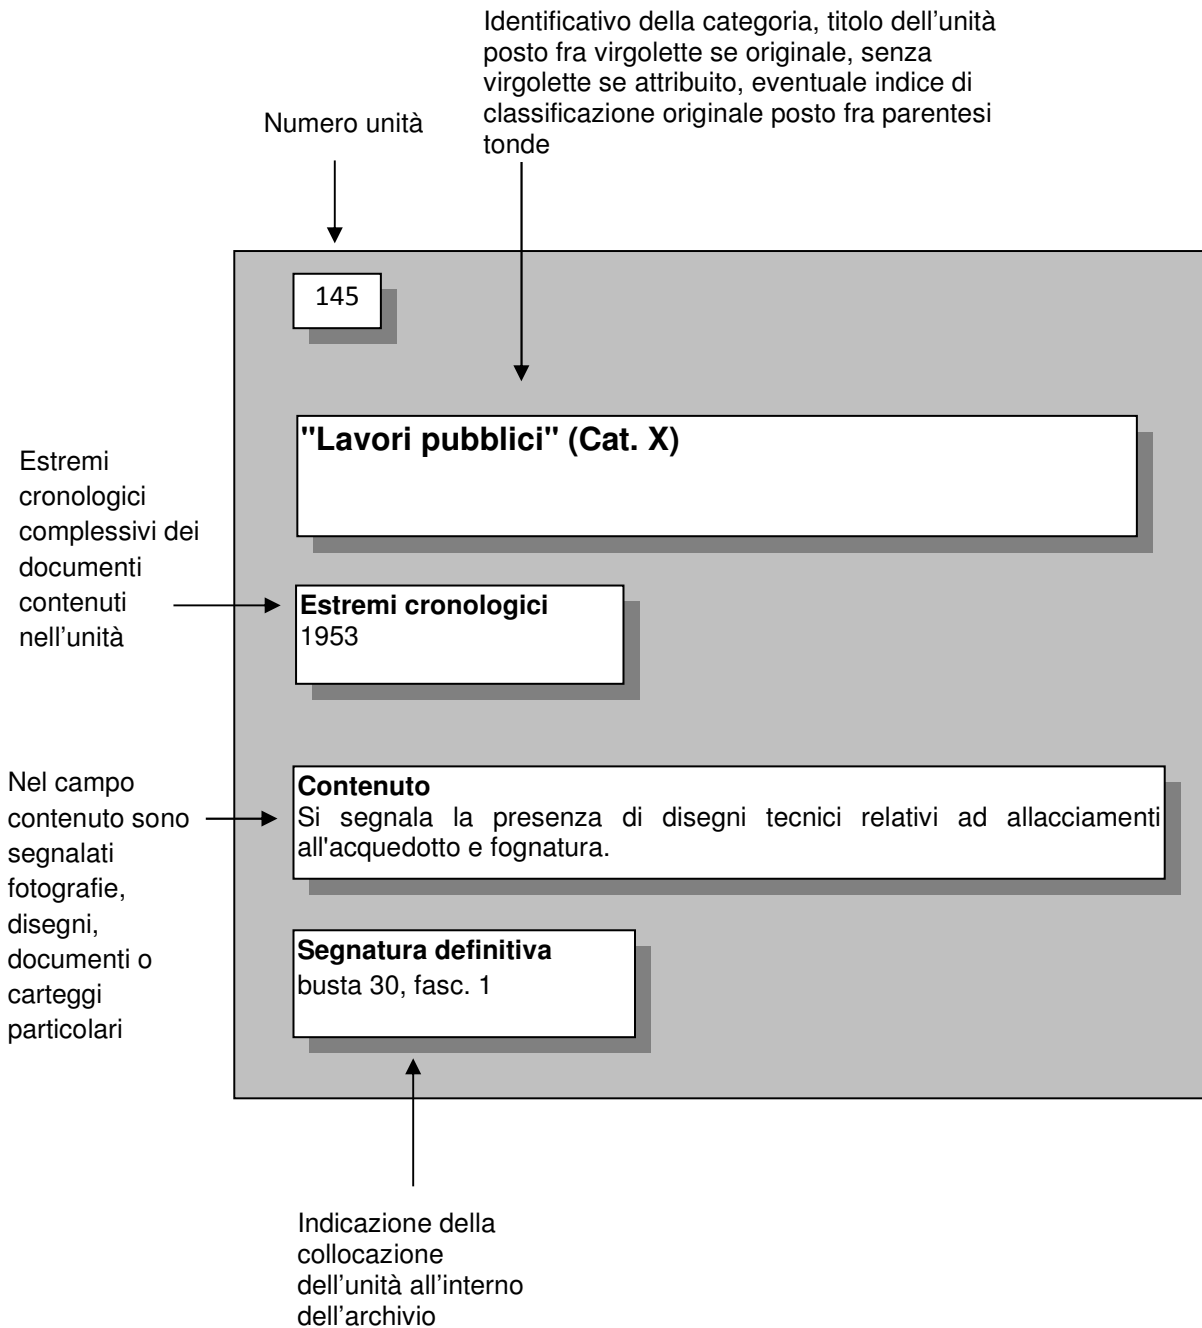 Identificativo della categoria, titolo dell’unità
posto fra virgolette se originale, senza
virgolette se attribuito, eventuale indice di
classificazione originale posto fra parentesi
tonde
Numero unità
145
"Lavori pubblici" (Cat. X)
Estremi
cronologici
complessivi dei
documenti
contenuti
nell’unità
Estremi cronologici
1953
Nel campo
contenuto sono
segnalati
fotografie,
disegni,
documenti o
carteggi
particolari
Contenuto
Si segnala la presenza di disegni tecnici relativi ad allacciamenti
all'acquedotto e fognatura.
Segnatura definitiva
busta 30, fasc. 1
Indicazione della
collocazione
dell’unità all’interno
dell’archivio